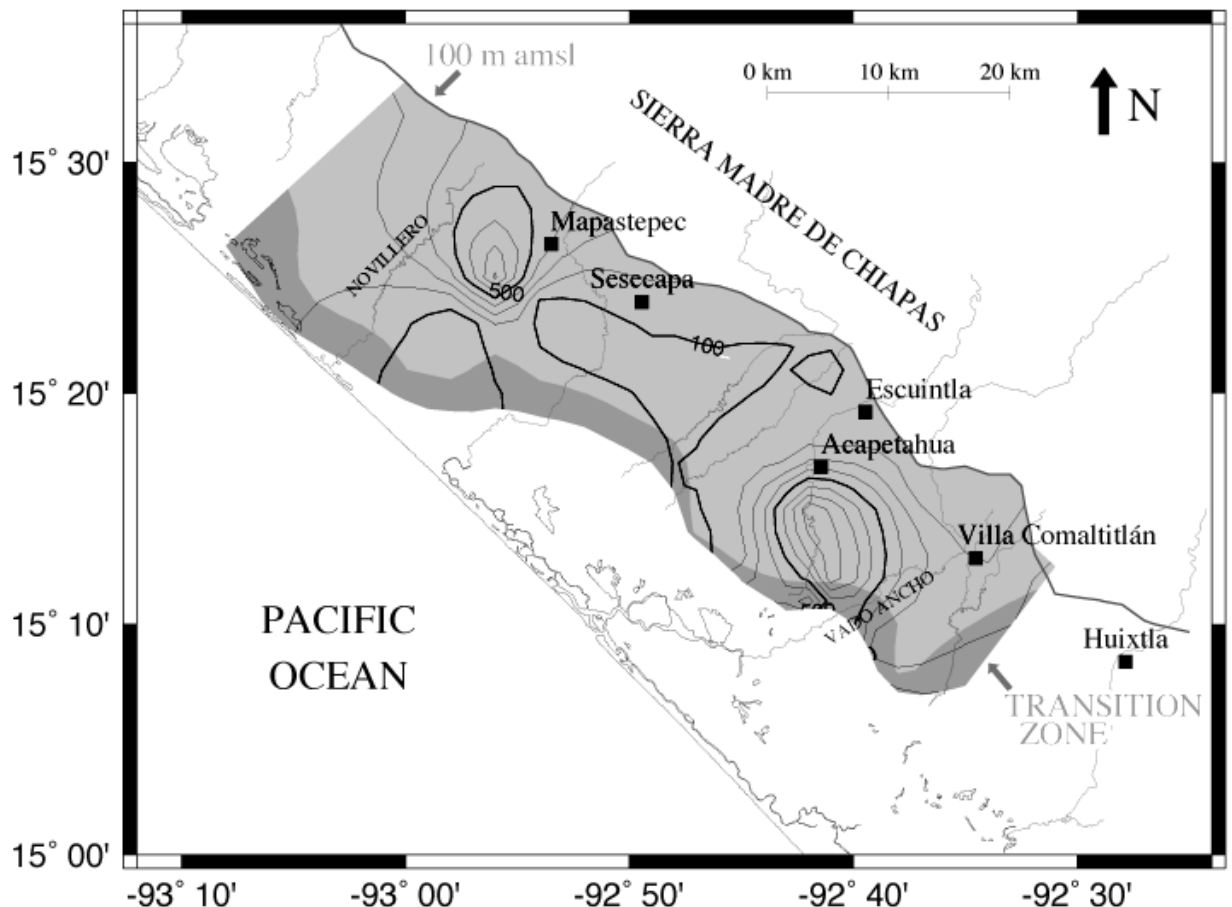 100 m amsl
0 km 10 km 20 km
N
SIERRA MADRE DE CHIAPAS
15° 30'
Mapastepec
NOVILLERO
Sesecapa
500
100
15° 20'
Escuintla
Acapetahua
Villa Comaltitlán
500
VADO ANCHO
15° 10'
PACIFIC
OCEAN
Huixtla
TRANSITION
ZONE
15° 00'
-93° 10' -93° 00' -92° 50' -92° 40' -92° 30'